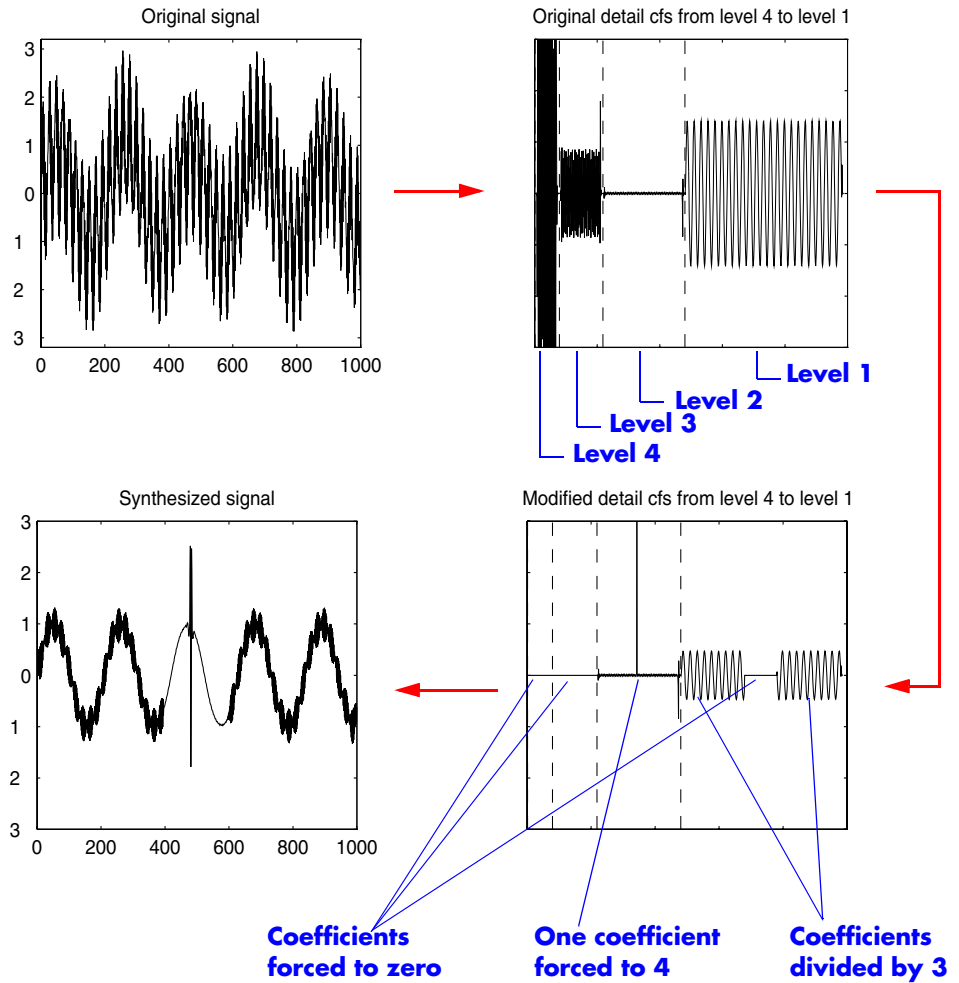 Original signal
Original detail cfs from level 4 to level 1
3
2
1
0
1
2
3
0 200 400 600 800 1000
Level 1
Level 2
Level 3
Level 4
Synthesized signal
Modified detail cfs from level 4 to level 1
3
2
1
0
1
2
3
0 200 400 600 800 1000
Coefficients
forced to zero
One coefficient
forced to 4
Coefficients
divided by 3